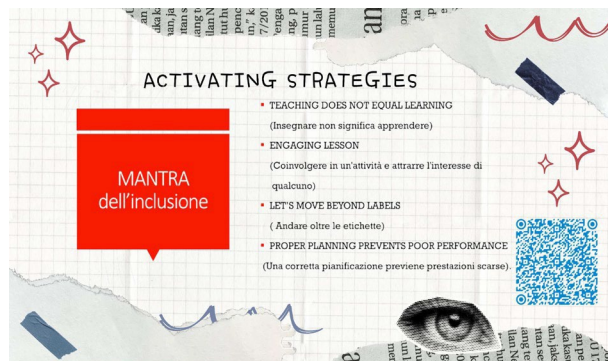 ACTIVATING STRATEGIES
MANTRA
dell'inclusione
TEACHING DOES NOT EQUAL LEARNING
(Insegnare non significa apprendere)
ENGAGING LESSON
(Coinvolgere in un'attività e attrarre l'interesse di
qualcuno)
LET'S MOVE BEYOND LABELS
( Andare oltre le etichette)
PROPER PLANNING PREVENTS POOR PERFORMANCE
(Una corretta pianificazione previene prestazioni scarse).